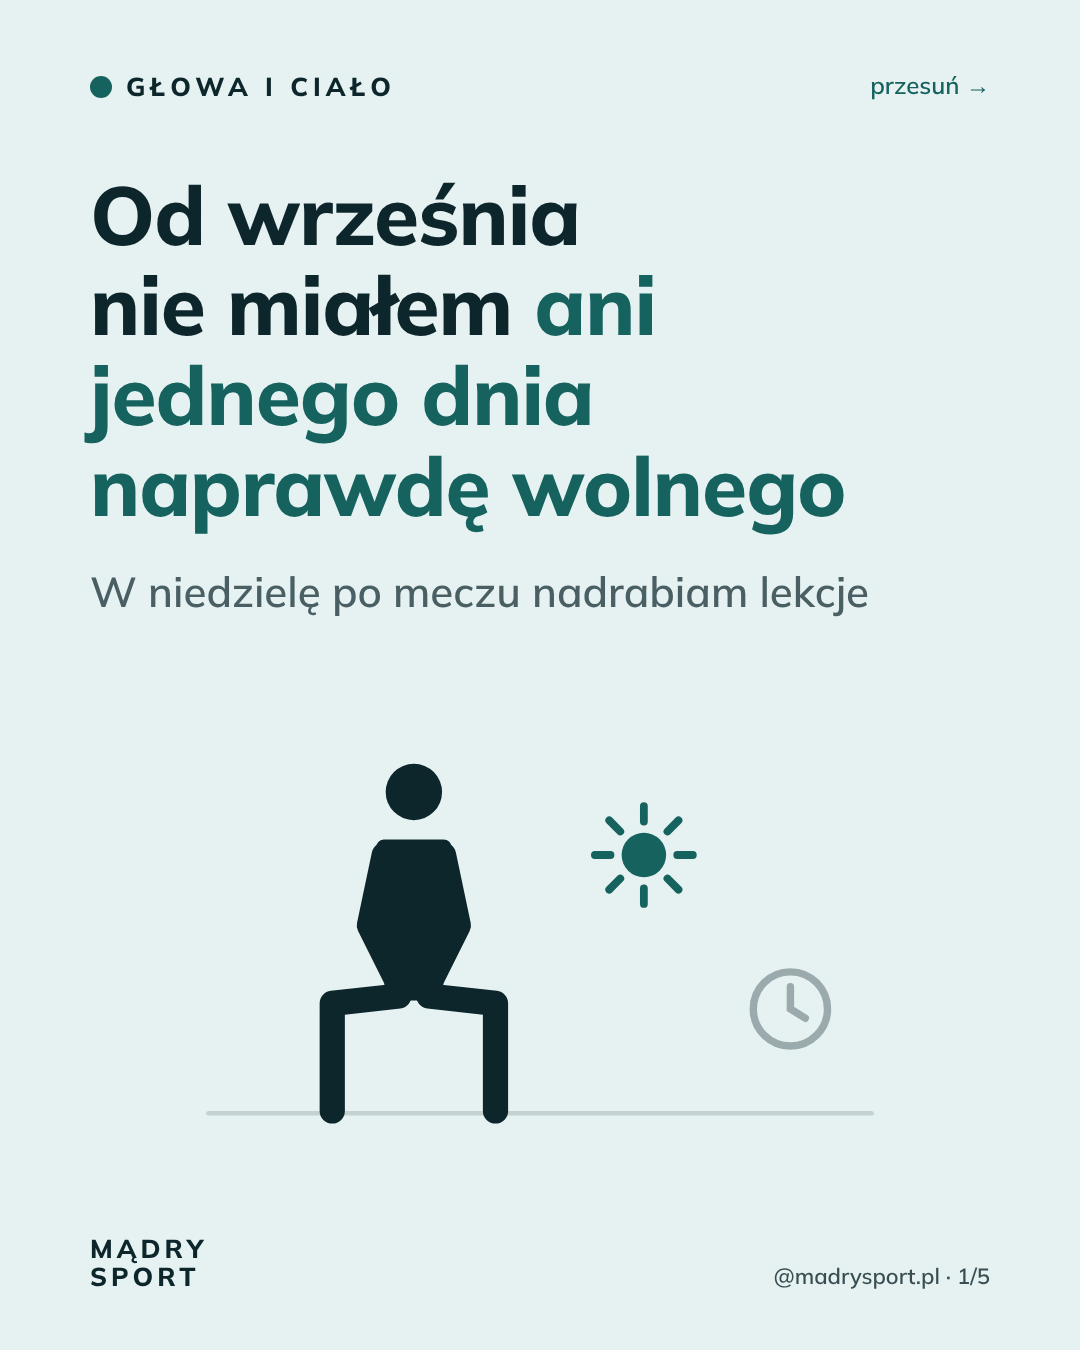 GŁOWA I CIAŁO
przesuń →
Od września
nie miałem ani
jednego dnia
naprawdę wolnego
W niedzielę po meczu nadrabiam lekcje
MĄDRY
SPORT
@madrysport.pl · 1/5